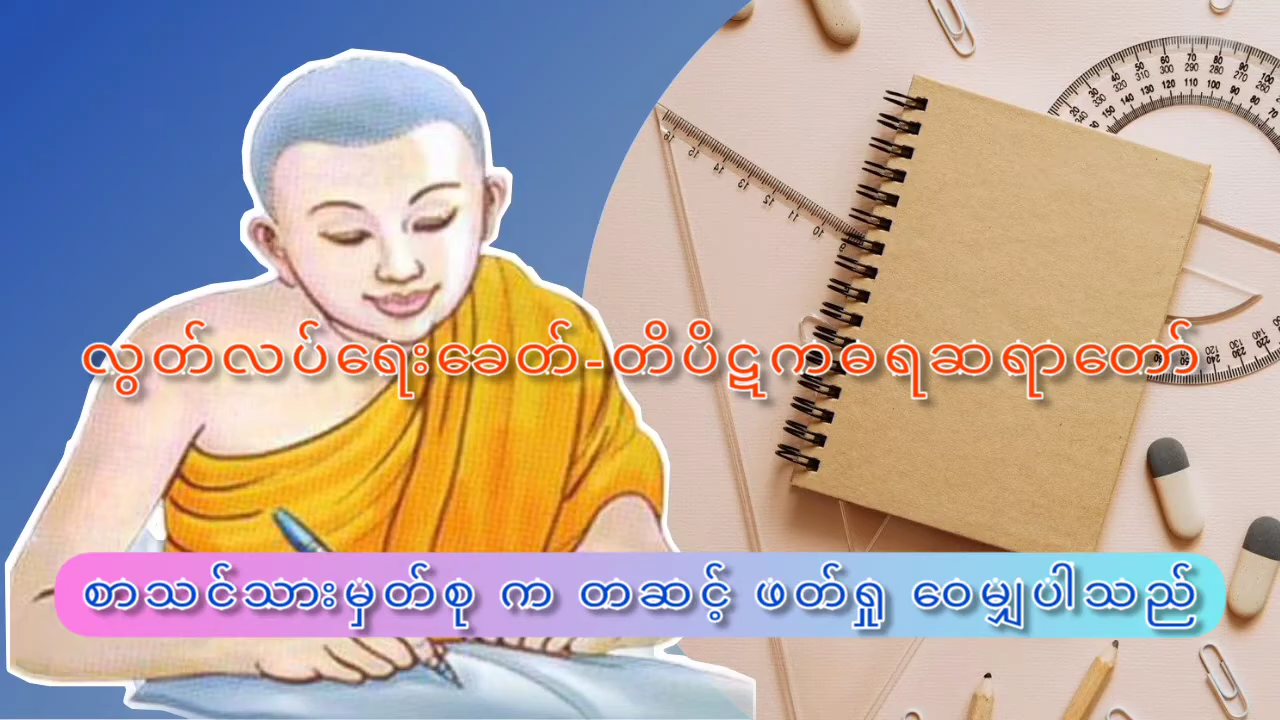 လွတ်လပ်ရေးခေတ်-တိပိဋကဓရဆရာတော်
စာသင်သားမှတ်စု က တဆင့် ဖတ်ရှု ဝေမျှပါသည်